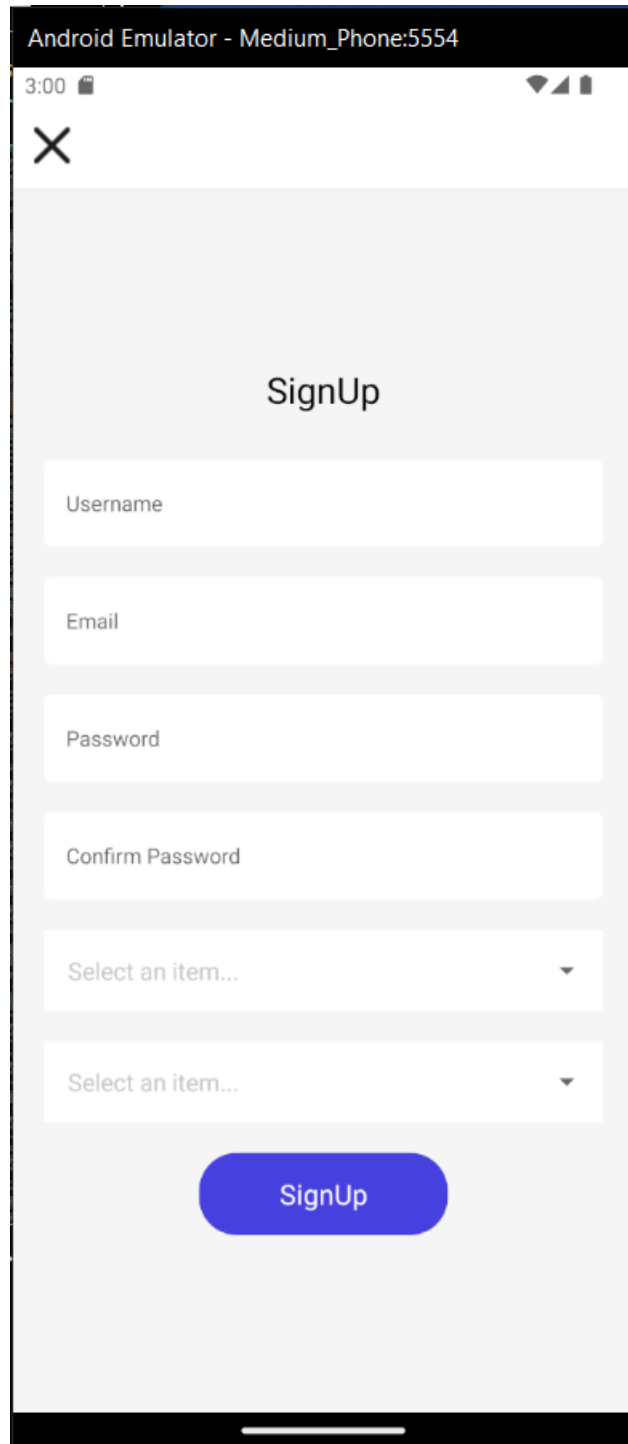 Android Emulator - Medium_Phone:5554
3:00
SignUp
Username
Email
Password
Confirm Password
Select an item...
Select an item...
SignUp